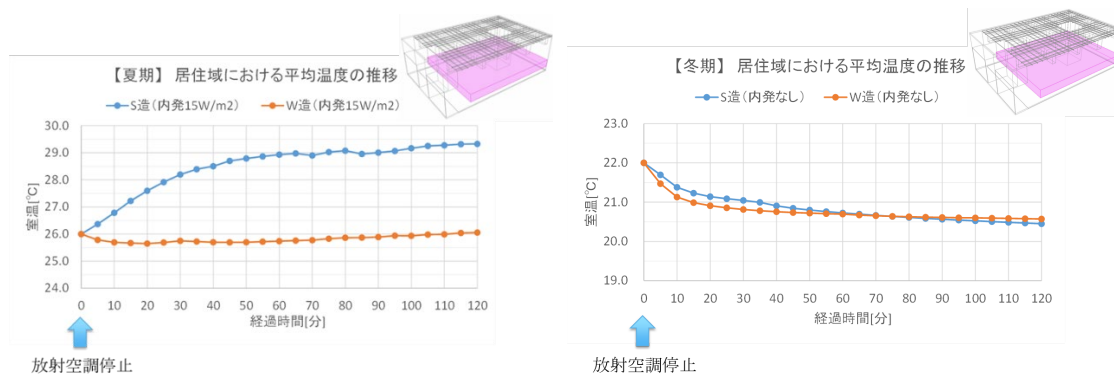 【夏期】 居住域における平均温度の推移
S造(内発15W/m2) W造(内発15W/m2)
30.0
29.0
28.0
27.0
26.0
25.0
24.0
室温[℃]
0 10 20 30 40 50 60 70 80 90 100 110 120
経過時間[分]
放射空調停止
【冬期】 居住域における平均温度の推移
S造(内発なし) W造(内発なし)
23.0
22.0
21.0
20.0
19.0
室温[℃]
0 10 20 30 40 50 60 70 80 90 100 110 120
経過時間[分]
放射空調停止